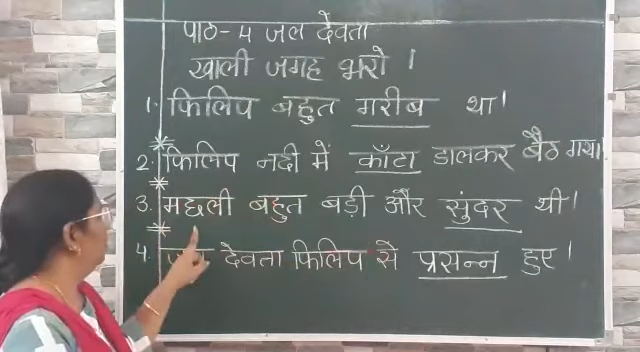 पाठ- 4 जल देवता
खाली जगह भरो ।
1. फिलिप बहुत गरीब था।
2. फिलिप नदी में काँटा डालकर बैठ गया।
3. मछली बहुत बड़ी और सुंदर थी।
4. देवता फिलिप से प्रसन्न हुए ।